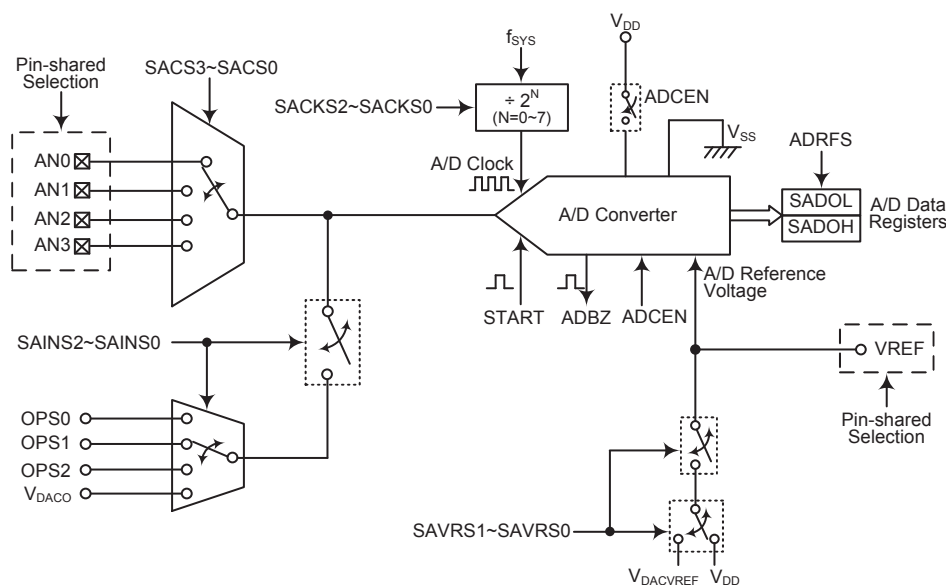 Pin-shared
Selection
SACS3~SACS0
AN0
AN1
AN2
AN3
fSYS
SACKS2~SACKS0
÷ 2^N
(N=0~7)
A/D Clock
VDD
ADCEN
VSS
ADRFS
A/D Converter
SADOL
SADOH
A/D Data
Registers
START
ADBZ
ADCEN
A/D Reference
Voltage
SAINS2~SAINS0
OPS0
OPS1
OPS2
VDACO
VREF
Pin-shared
Selection
SAVRS1~SAVRS0
VDACVREF
VDD